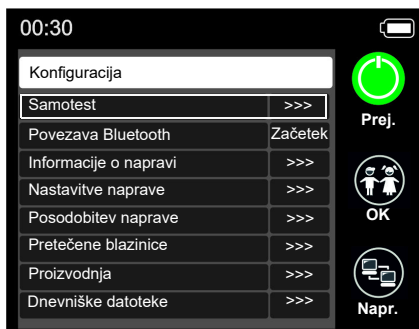 00:30
Konfiguracija
Samotest >>>
Povezava Bluetooth Začetek
Informacije o napravi >>>
Nastavitve naprave >>>
Posodobitev naprave >>>
Pretečene blazinice >>>
Proizvodnja >>>
Dnevniške datoteke >>>
Prej.
OK
Napr.